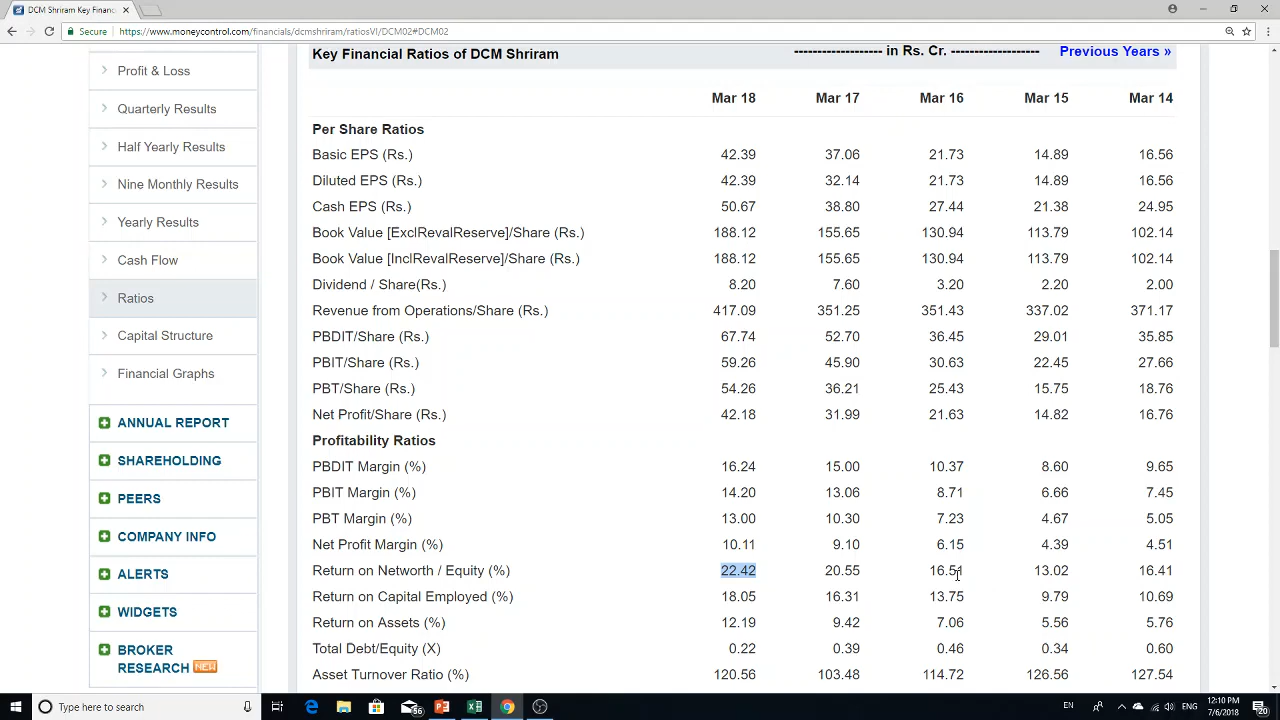 DCM Shriram Key Financ
Secure
https://www.moneycontrol.com/financials/dcmshriram/ratiosVI/DCM02#DCM02
Profit & Loss
Quarterly Results
Half Yearly Results
Nine Monthly Results
Yearly Results
Cash Flow
Ratios
Capital Structure
Financial Graphs
ANNUAL REPORT
SHAREHOLDING
PEERS
COMPANY INFO
ALERTS
WIDGETS
BROKER
RESEARCH NEW
Key Financial Ratios of DCM Shriram ------------------- in Rs. Cr. ------------------- Previous Years »
Mar 18 Mar 17 Mar 16 Mar 15 Mar 14
Per Share Ratios
Basic EPS (Rs.) 42.39 37.06 21.73 14.89 16.56
Diluted EPS (Rs.) 42.39 32.14 21.73 14.89 16.56
Cash EPS (Rs.) 50.67 38.80 27.44 21.38 24.95
Book Value [ExclRevalReserve]/Share (Rs.) 188.12 155.65 130.94 113.79 102.14
Book Value [InclRevalReserve]/Share (Rs.) 188.12 155.65 130.94 113.79 102.14
Dividend / Share(Rs.) 8.20 7.60 3.20 2.20 2.00
Revenue from Operations/Share (Rs.) 417.09 351.25 351.43 337.02 371.17
PBDIT/Share (Rs.) 67.74 52.70 36.45 29.01 35.85
PBIT/Share (Rs.) 59.26 45.90 30.63 22.45 27.66
PBT/Share (Rs.) 54.26 36.21 25.43 15.75 18.76
Net Profit/Share (Rs.) 42.18 31.99 21.63 14.82 16.76
Profitability Ratios
PBDIT Margin (%) 16.24 15.00 10.37 8.60 9.65
PBIT Margin (%) 14.20 13.06 8.71 6.66 7.45
PBT Margin (%) 13.00 10.30 7.23 4.67 5.05
Net Profit Margin (%) 10.11 9.10 6.15 4.39 4.51
Return on Networth / Equity (%) 22.42 20.55 16.51 13.02 16.41
Return on Capital Employed (%) 18.05 16.31 13.75 9.79 10.69
Return on Assets (%) 12.19 9.42 7.06 5.56 5.76
Total Debt/Equity (X) 0.22 0.39 0.46 0.34 0.60
Asset Turnover Ratio (%) 120.56 103.48 114.72 126.56 127.54
Type here to search
EN
ENG
12:10 PM
7/6/2018